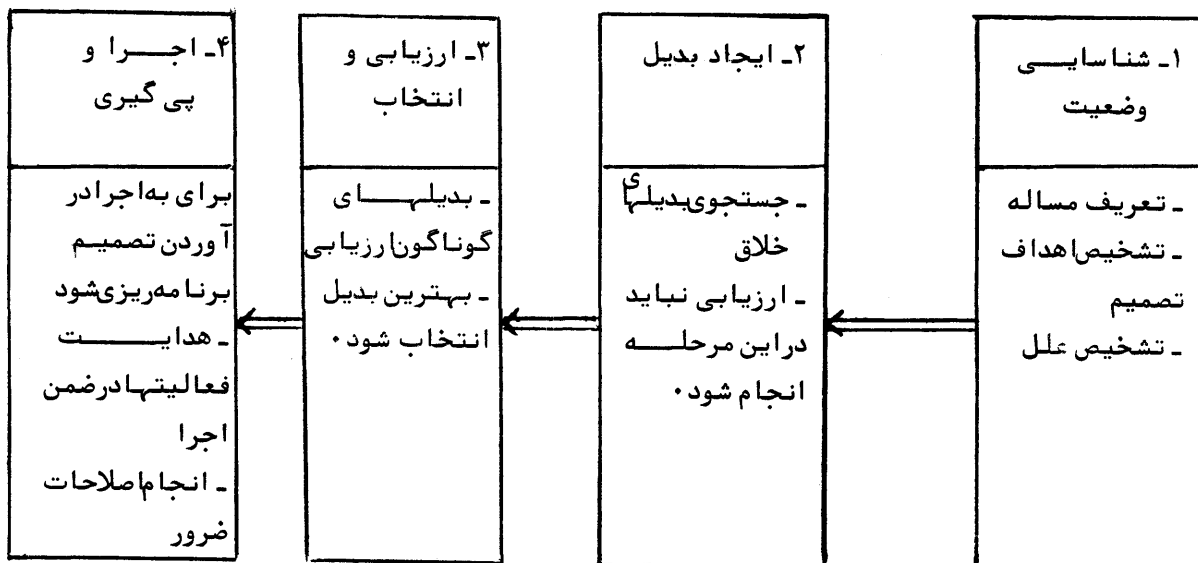 ۱ـ شناسایی
وضعیت
ـ تعریف مساله
ـ تشخیص اهداف
تصمیم
ـ تشخیص علل
۲ـ ایجاد بدیل
ـ جستجوی بدیلهای
خلاق
ـ ارزیابی نباید
در این مرحله
انجام شود.
۳ـ ارزیابی و
انتخاب
ـ بدیلهای
گوناگون ارزیابی
ـ بهترین بدیل
انتخاب شود.
۴ـ اجرا و
پی گیری
برای به اجرا در
آوردن تصمیم
برنامه ریزی شود
ـ هدایت
فعالیتها در ضمن
اجرا
ـ انجام اصلاحات
ضرور